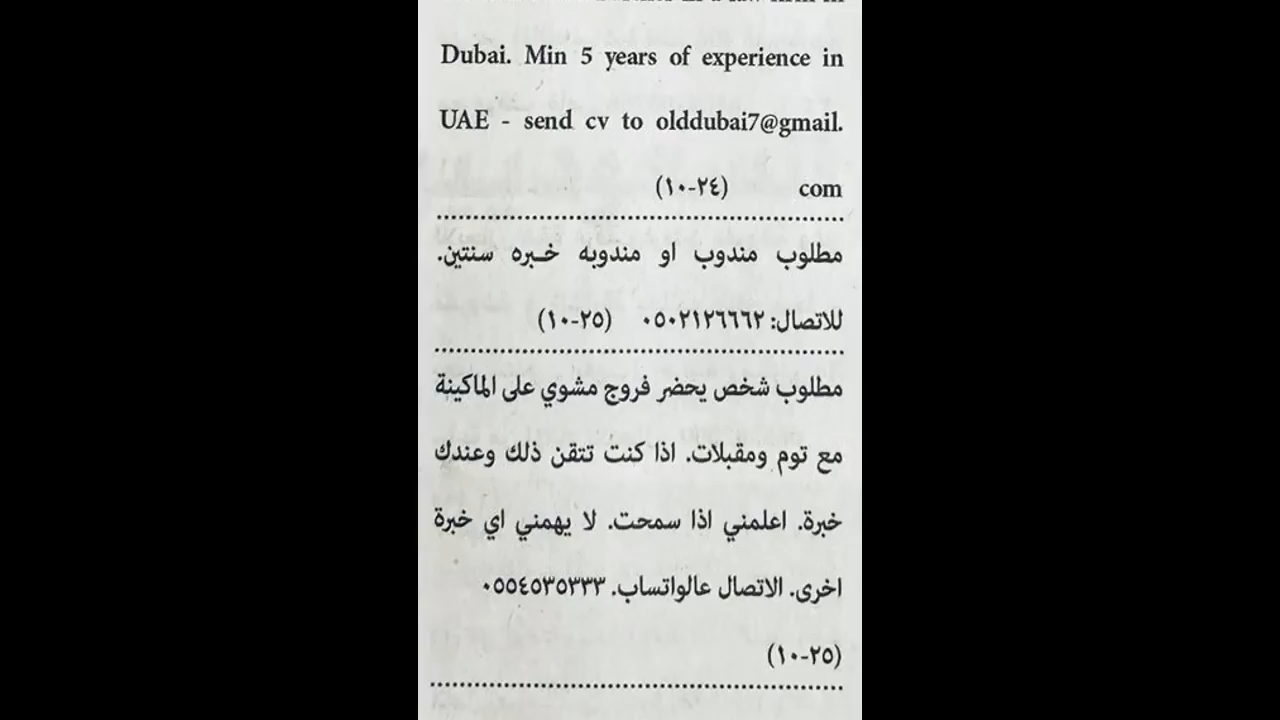 Dubai. Min 5 years of experience in
UAE - send cv to olddubai7@gmail.
com (٢٤-١٠)
مطلوب مندوب او مندوبه خبره سنتين.
للاتصال: ٠٥٠٢١٢٦٦٦٢ (٢٥-١٠)
مطلوب شخص يحضر فروج مشوي على الماكينة
مع توم ومقبلات. اذا كنت تتقن ذلك وعندك
خبرة. اعلمني اذا سمحت. لا يهمني اي خبرة
اخرى. الاتصال عالواتساب. ٠٥٥٤٥٣٥٣٣٣
(٢٥-١٠)